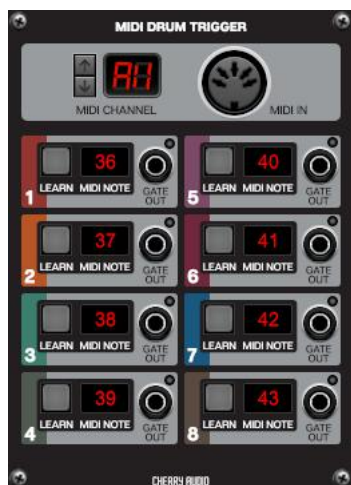 MIDI DRUM TRIGGER
All
MIDI CHANNEL
MIDI IN
1
36
LEARN
MIDI NOTE
GATE
OUT
5
40
LEARN
MIDI NOTE
GATE
OUT
2
37
LEARN
MIDI NOTE
GATE
OUT
6
41
LEARN
MIDI NOTE
GATE
OUT
3
38
LEARN
MIDI NOTE
GATE
OUT
7
42
LEARN
MIDI NOTE
GATE
OUT
4
39
LEARN
MIDI NOTE
GATE
OUT
8
43
LEARN
MIDI NOTE
GATE
OUT
CHERRY AUDIO